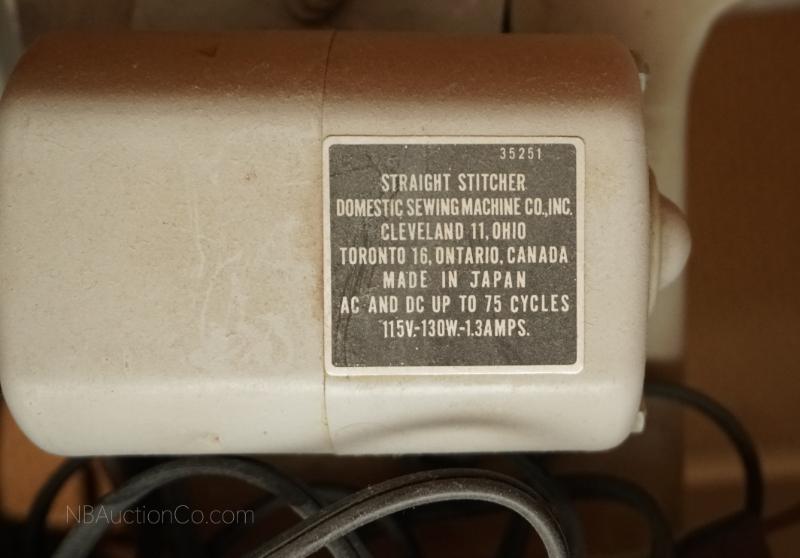 35251
STRAIGHT STITCHER
DOMESTIC SEWING MACHINE CO., INC.
CLEVELAND 11, OHIO
TORONTO 16, ONTARIO, CANADA
MADE IN JAPAN
AC AND DC UP TO 75 CYCLES
115V.-130W.-1.3AMPS.
NBAuctionCo.com